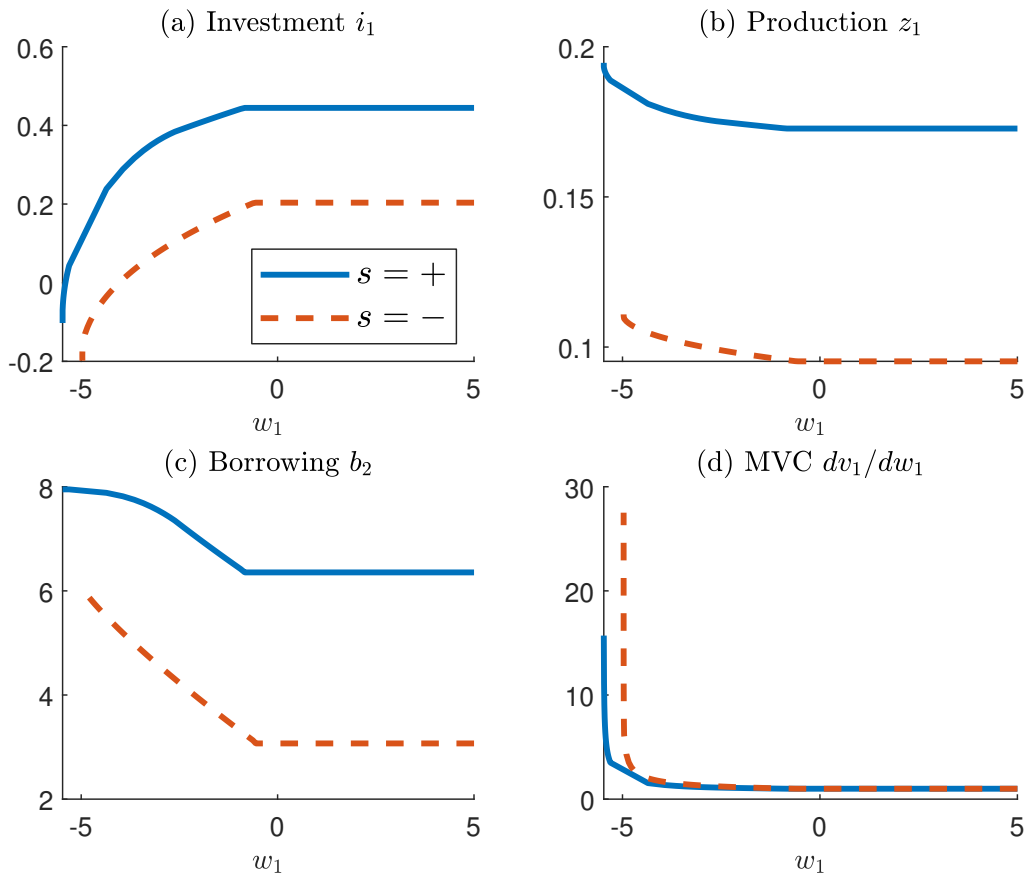 (a) Investment i₁
0.6
0.4
0.2
0
-0.2
-5
0
5
w₁
s = +
s = −
(b) Production z₁
0.2
0.15
0.1
-5
0
5
w₁
(c) Borrowing b₂
8
6
4
2
-5
0
5
w₁
(d) MVC dv₁/dw₁
30
20
10
0
-5
0
5
w₁